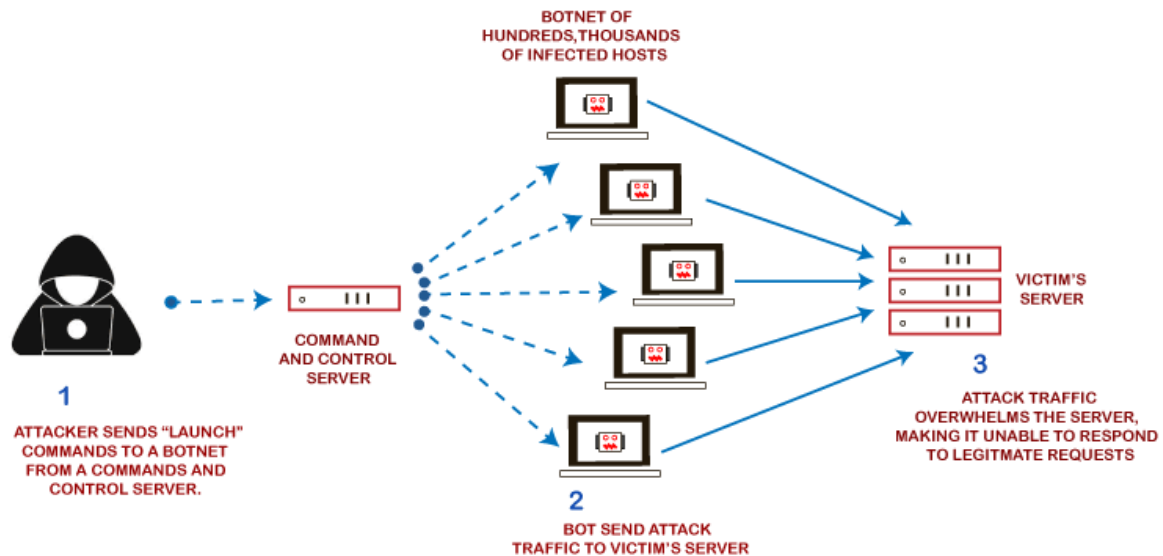 BOTNET OF
HUNDREDS,THOUSANDS
OF INFECTED HOSTS
COMMAND
AND CONTROL
SERVER
VICTIM'S
SERVER
1
ATTACKER SENDS “LAUNCH”
COMMANDS TO A BOTNET
FROM A COMMANDS AND
CONTROL SERVER.
2
BOT SEND ATTACK
TRAFFIC TO VICTIM'S SERVER
3
ATTACK TRAFFIC
OVERWHELMS THE SERVER,
MAKING IT UNABLE TO RESPOND
TO LEGITMATE REQUESTS